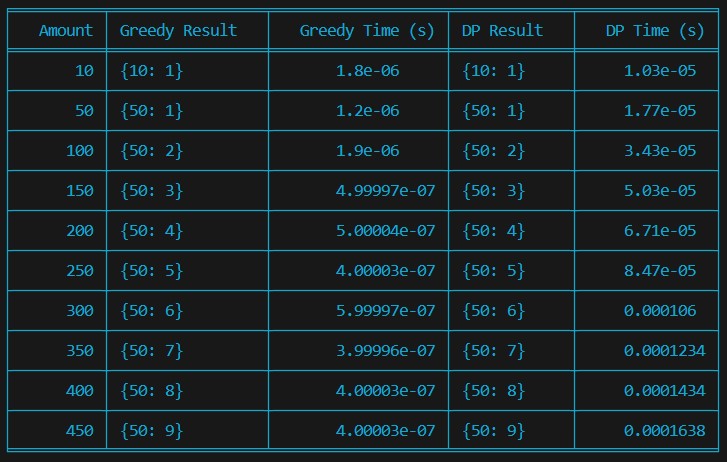 Amount Greedy Result Greedy Time (s) DP Result DP Time (s)
10 {10: 1} 1.8e-06 {10: 1} 1.03e-05
50 {50: 1} 1.2e-06 {50: 1} 1.77e-05
100 {50: 2} 1.9e-06 {50: 2} 3.43e-05
150 {50: 3} 4.99997e-07 {50: 3} 5.03e-05
200 {50: 4} 5.00004e-07 {50: 4} 6.71e-05
250 {50: 5} 4.00003e-07 {50: 5} 8.47e-05
300 {50: 6} 5.99997e-07 {50: 6} 0.000106
350 {50: 7} 3.99996e-07 {50: 7} 0.0001234
400 {50: 8} 4.00003e-07 {50: 8} 0.0001434
450 {50: 9} 4.00003e-07 {50: 9} 0.0001638